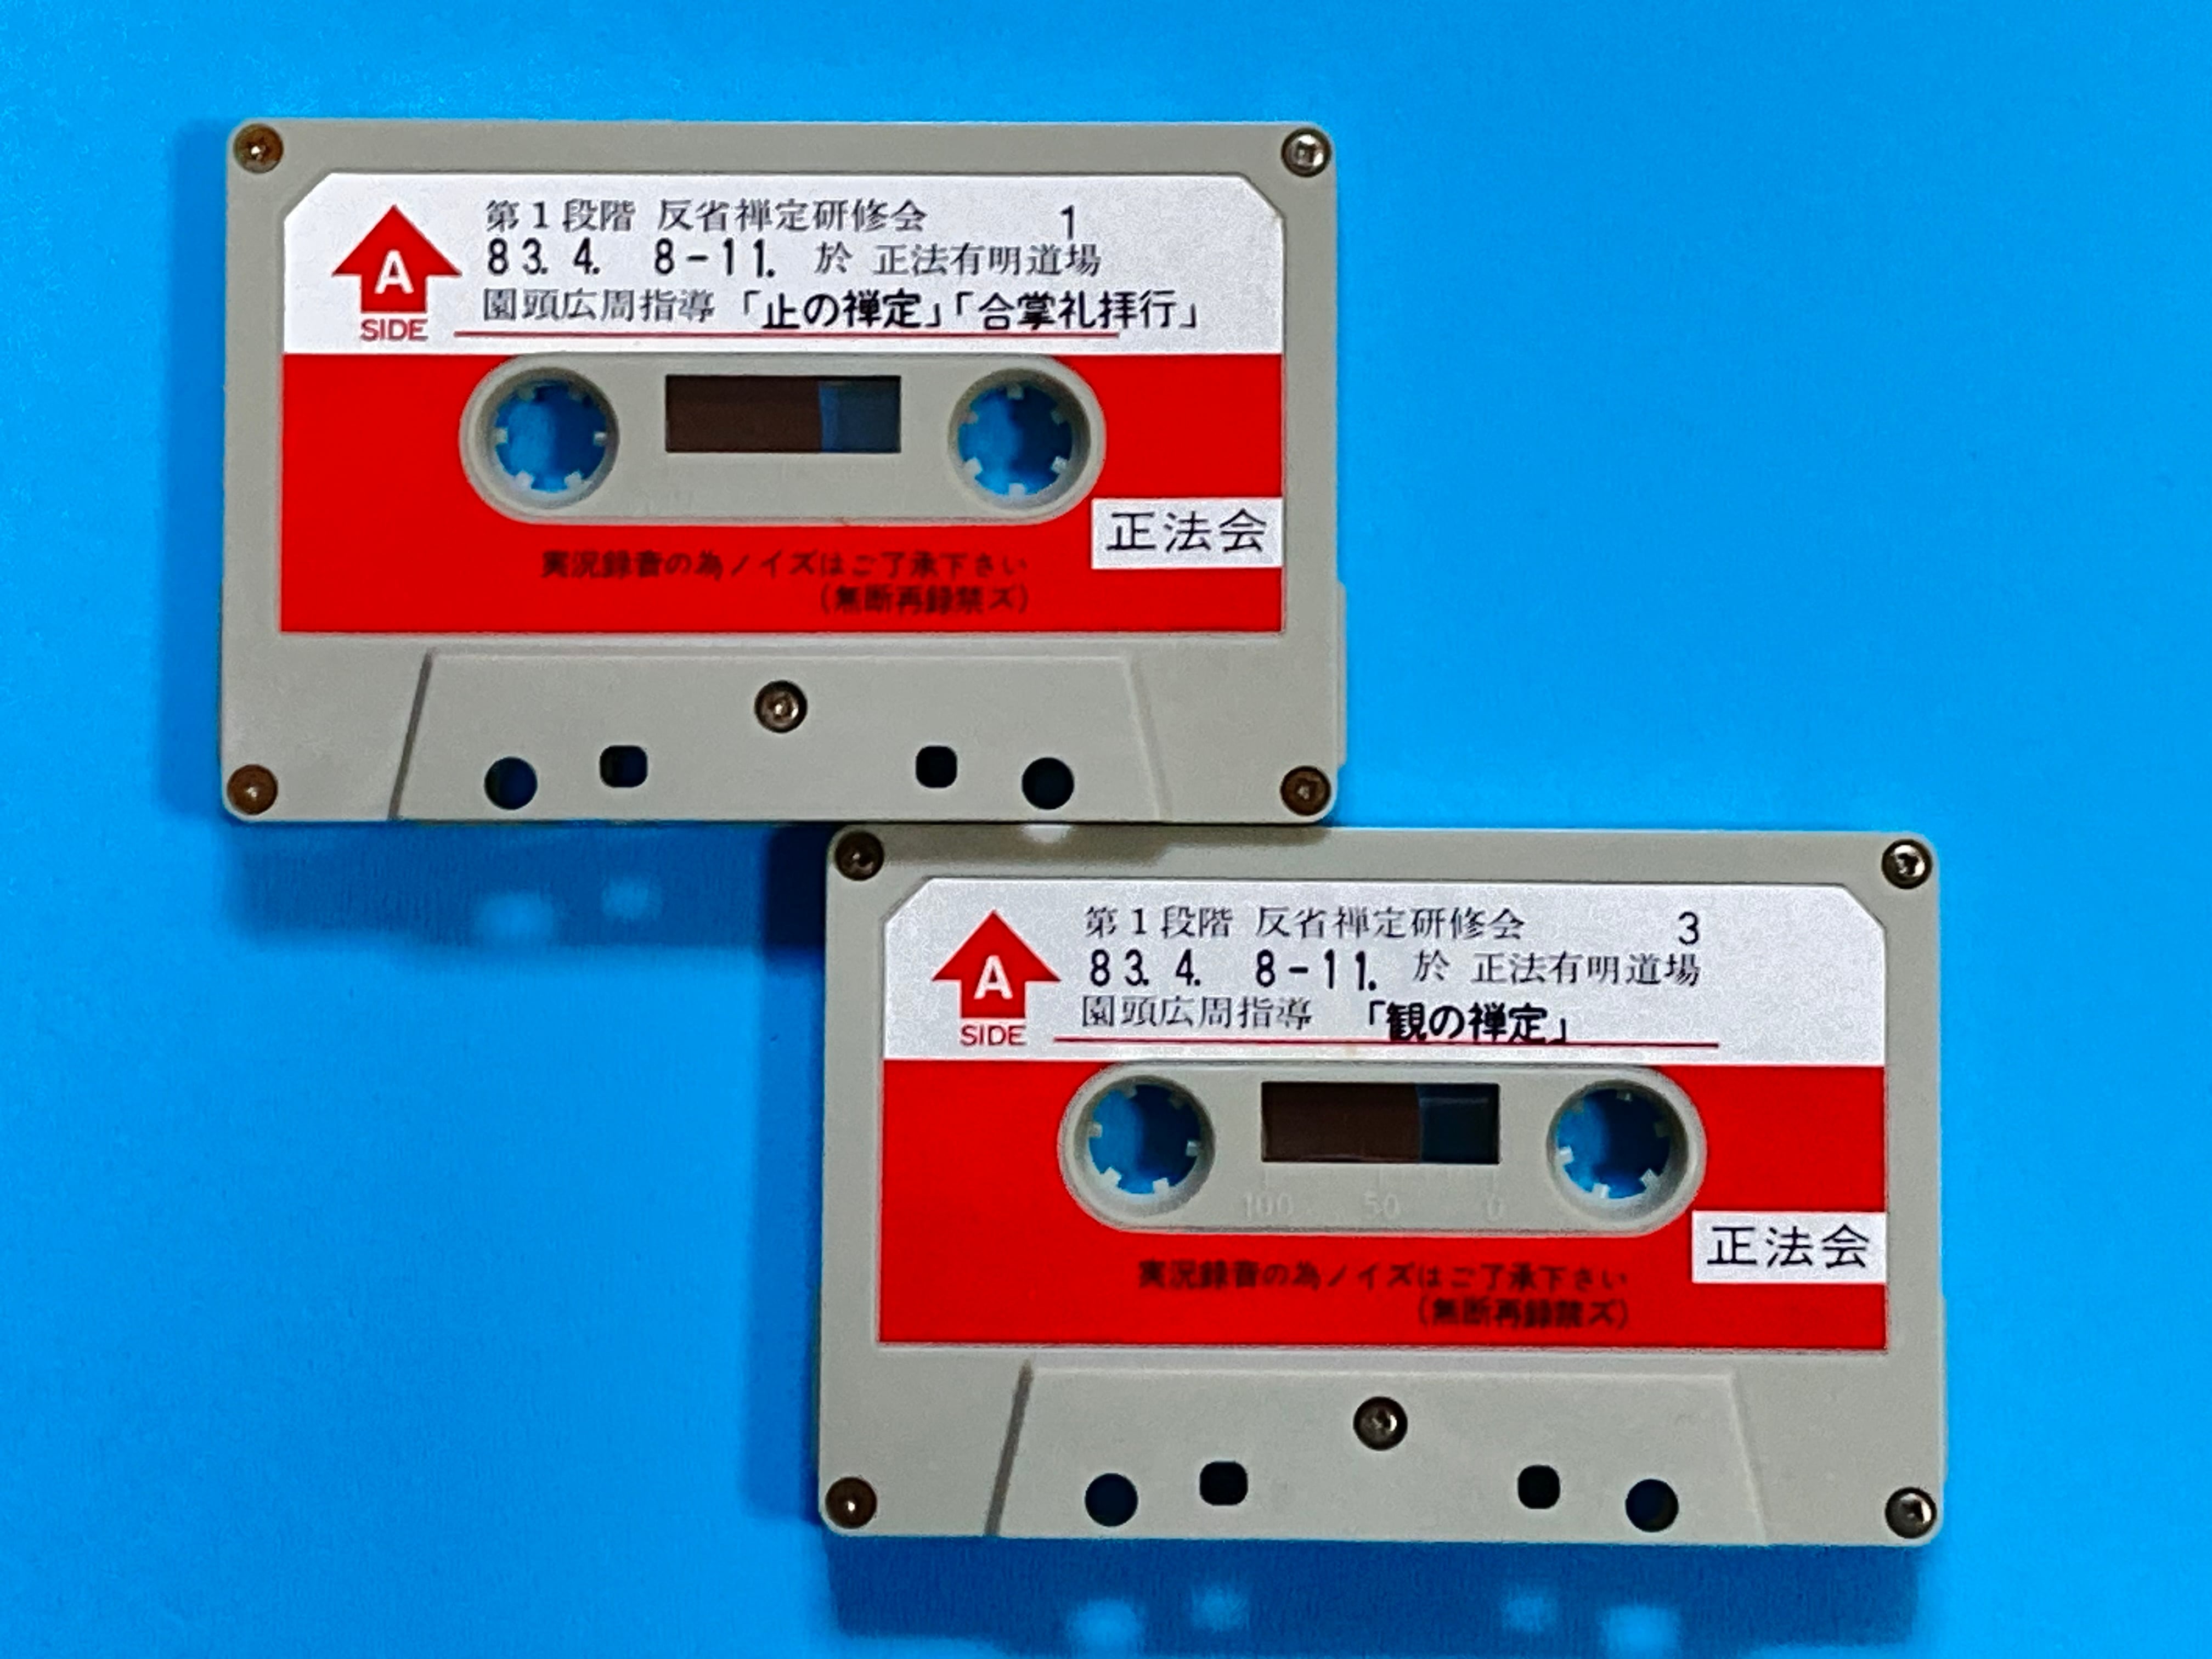 第1段階 反省禅定研修会 1
83. 4. 8-11. 於 正法有明道場
園頭広周指導 「止の禅定」「合掌礼拝行」
A
SIDE
正法会
実況録音の為ノイズはご了承下さい
(無断再録禁ズ)
第1段階 反省禅定研修会 3
83. 4. 8-11. 於 正法有明道場
園頭広周指導 「観の禅定」
A
SIDE
100 50 0
正法会
実況録音の為ノイズはご了承下さい
(無断再録禁ズ)